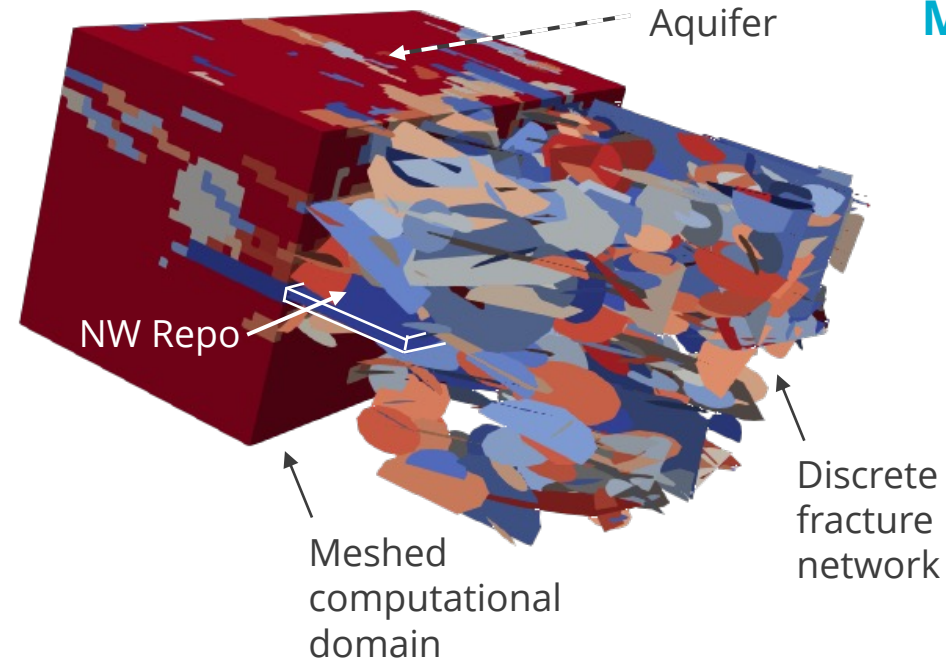 Aquifer
M
NW Repo
Discrete
fracture
network
Meshed
computational
domain